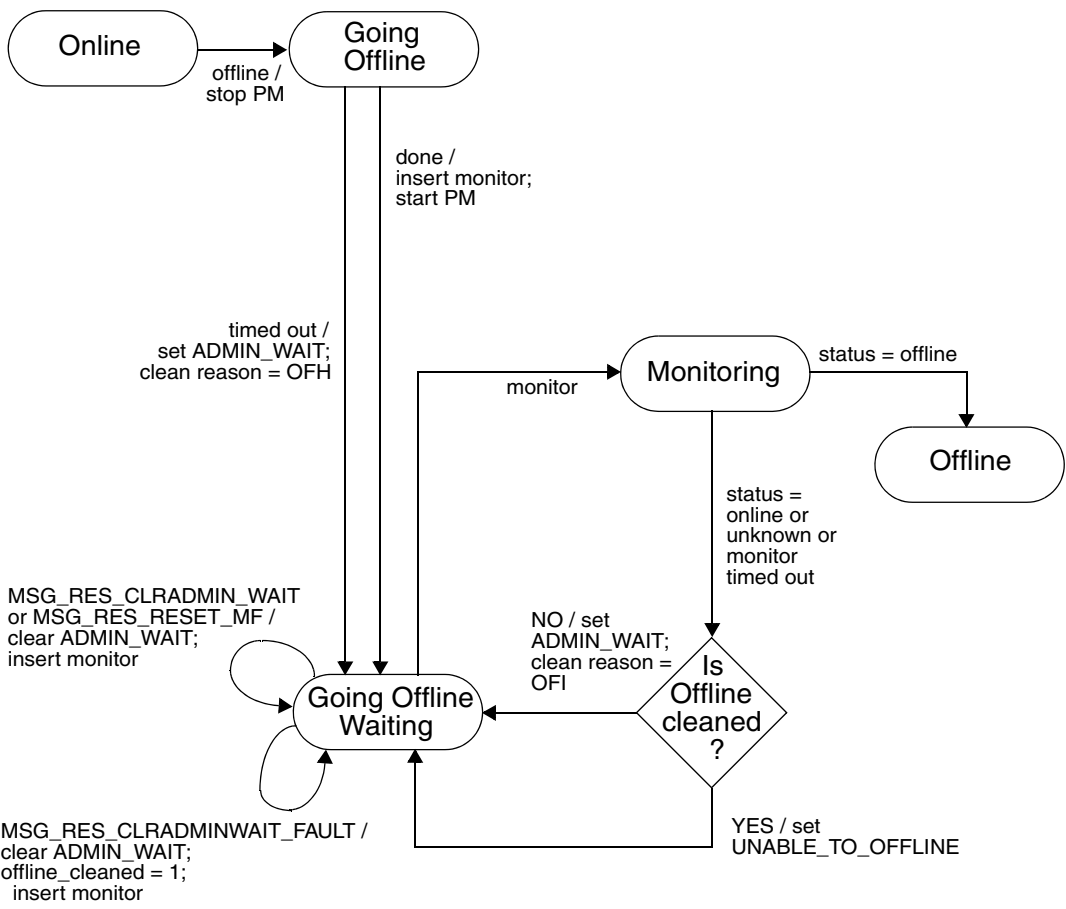 Online
Going
Offline
offline /
stop PM
done /
insert monitor;
start PM
timed out /
set ADMIN_WAIT;
clean reason = OFH
monitor
Monitoring
status = offline
Offline
status =
online or
unknown or
monitor
timed out
MSG_RES_CLRADMIN_WAIT
or MSG_RES_RESET_MF /
clear ADMIN_WAIT;
insert monitor
NO / set
ADMIN_WAIT;
clean reason =
OFI
Is
Offline
cleaned
?
Going Offline
Waiting
MSG_RES_CLRADMINWAIT_FAULT /
clear ADMIN_WAIT;
offline_cleaned = 1;
insert monitor
YES / set
UNABLE_TO_OFFLINE